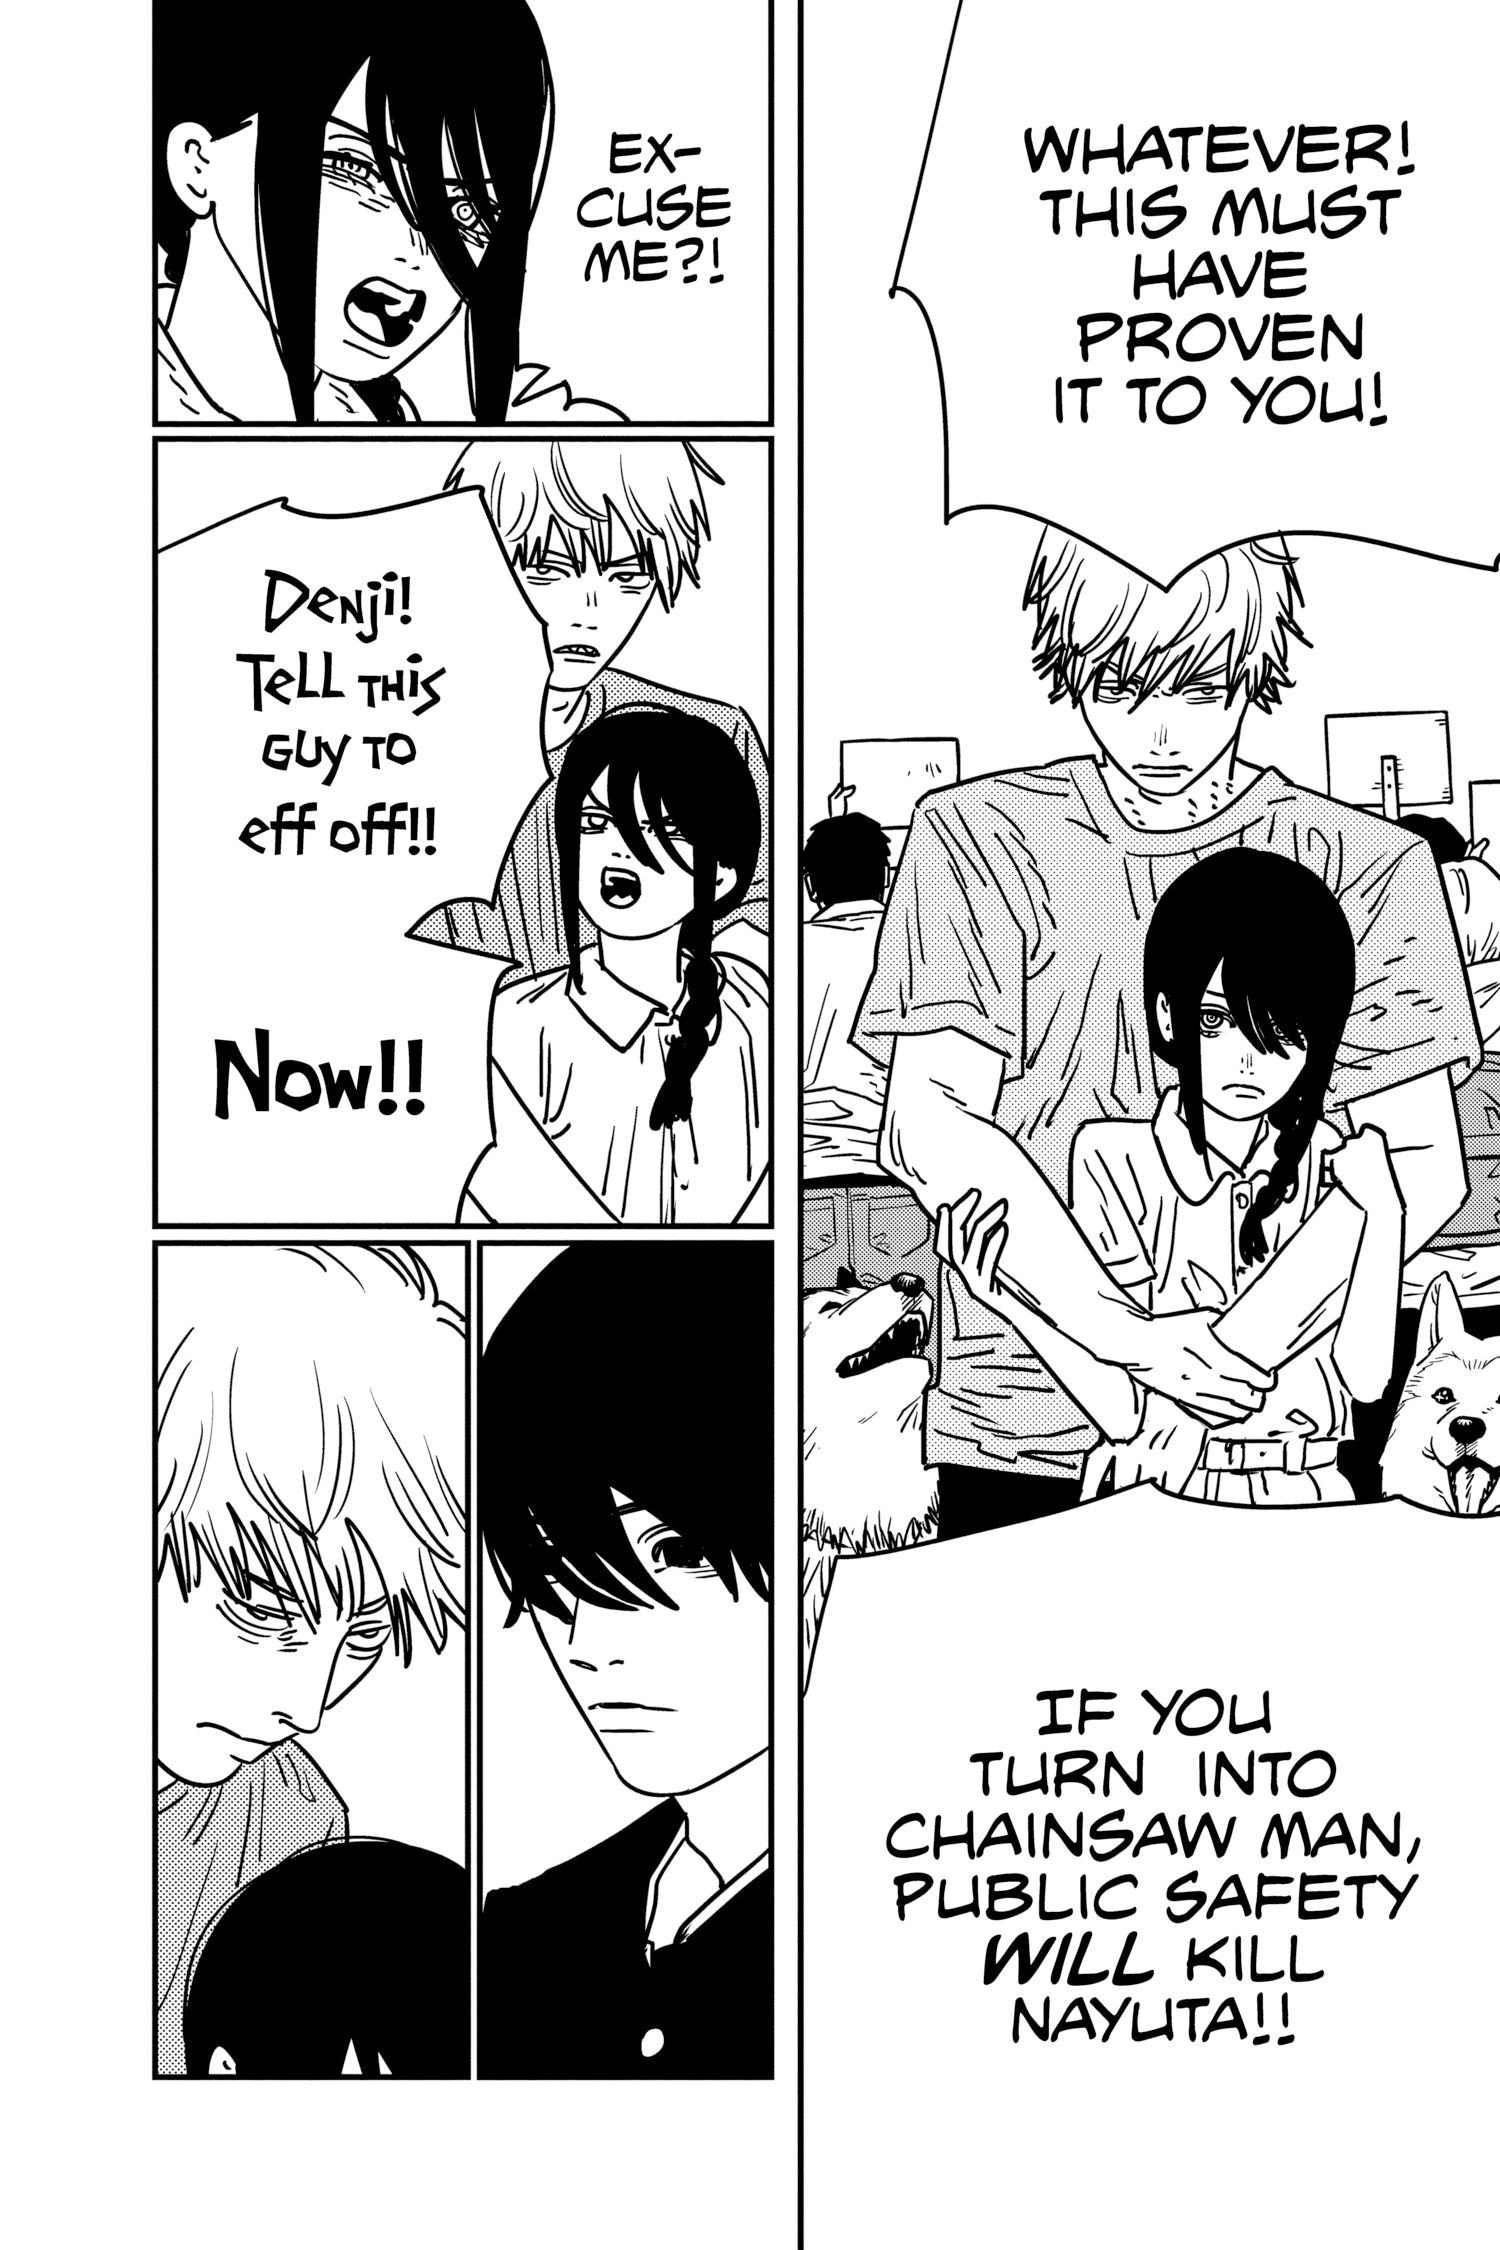 WHATEVER!
THIS MUST
HAVE
PROVEN
IT TO YOU!
IF YOU
TURN INTO
CHAINSAW MAN,
PUBLIC SAFETY
WILL KILL
NAYUTA!!
EX-
CUSE
ME?!
Denji!
Tell this
guy to
eff off!!
Now!!